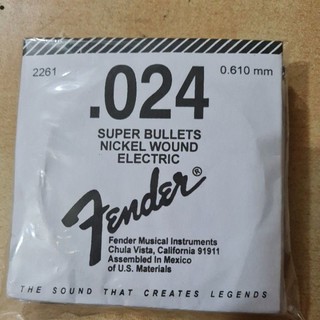 2261 .024 0.610 mm
SUPER BULLETS
NICKEL WOUND
ELECTRIC
Fender®
Fender Musical Instruments
Chula Vista, California 91911
Assembled In Mexico
of U.S. Materials
THE SOUND THAT CREATES LEGENDS